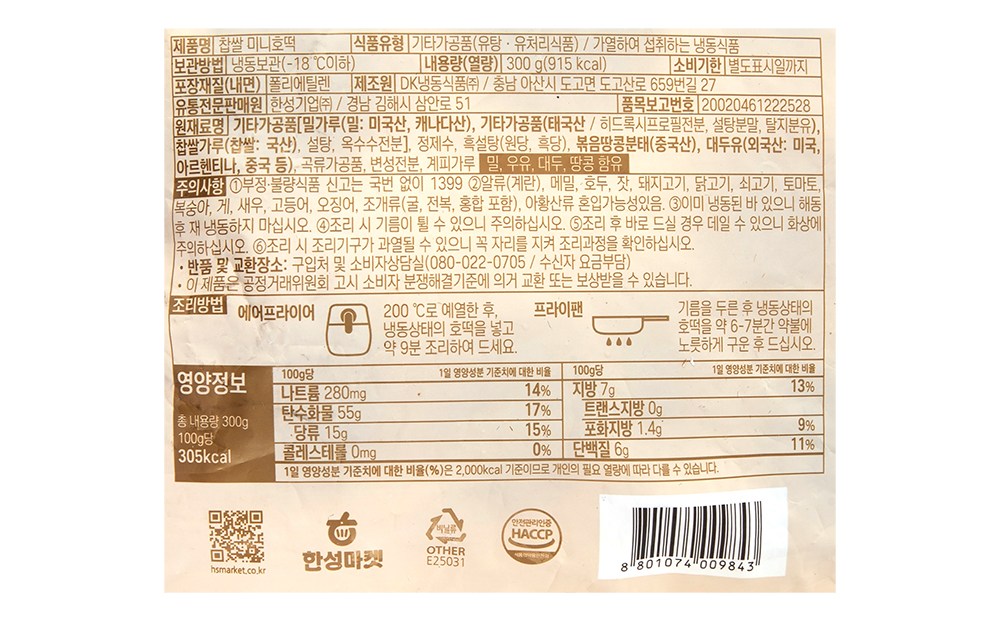 제품명 찹쌀 미니호떡 식품유형 기타가공품(유탕·유처리식품) / 가열하여 섭취하는 냉동식품
보관방법 냉동보관(-18℃이하) 내용량(열량) 300 g(915 kcal) 소비기한 별도표시일까지
포장재질(내면) 폴리에틸렌 제조원 DK냉동식품㈜ / 충남 아산시 도고면 도고산로 659번길 27
유통전문판매원 한성기업㈜ / 경남 김해시 삼안로 51 품목보고번호 20020461222528
원재료명 기타가공품[밀가루(밀: 미국산, 캐나다산), 기타가공품(태국산 / 히드록시프로필전분, 설탕분말, 탈지분유),
찹쌀가루(찹쌀: 국산), 설탕, 옥수수전분], 정제수, 흑설탕(원당, 흑당), 볶음땅콩분태(중국산), 대두유(외국산: 미국,
아르헨티나, 중국 등), 곡류가공품, 변성전분, 계피가루 밀, 우유, 대두, 땅콩 함유
주의사항 ①부정·불량식품 신고는 국번 없이 1399 ②알류(계란), 메밀, 호두, 잣, 돼지고기, 닭고기, 쇠고기, 토마토,
복숭아, 게, 새우, 고등어, 오징어, 조개류(굴, 전복, 홍합 포함), 아황산류 혼입가능성있음. ③이미 냉동된 바 있으니 해동
후 재 냉동하지 마십시오. ④조리 시 기름이 튈 수 있으니 주의하십시오. ⑤조리 후 바로 드실 경우 데일 수 있으니 화상에
주의하십시오. ⑥조리 시 조리기구가 과열될 수 있으니 꼭 자리를 지켜 조리과정을 확인하십시오.
• 반품 및 교환장소: 구입처 및 소비자상담실(080-022-0705 / 수신자 요금부담)
• 이 제품은 공정거래위원회 고시 소비자 분쟁해결기준에 의거 교환 또는 보상받을 수 있습니다.
조리방법
에어프라이어
200 ℃로 예열한 후,
냉동상태의 호떡을 넣고
약 9분 조리하여 드세요.
프라이팬
기름을 두른 후 냉동상태의
호떡을 약 6-7분간 약불에
노릇하게 구운 후 드십시오.
영양정보
총 내용량 300g
100g당
305kcal
100g당 1일 영양성분 기준치에 대한 비율
나트륨 280mg 14%
탄수화물 55g 17%
당류 15g 15%
콜레스테롤 0mg 0%
100g당 1일 영양성분 기준치에 대한 비율
지방 7g 13%
트랜스지방 0g
포화지방 1.4g 9%
단백질 6g 11%
1일 영양성분 기준치에 대한 비율(%)은 2,000kcal 기준이므로 개인의 필요 열량에 따라 다를 수 있습니다.
hsmarket.co.kr
한성마켓
비닐류
OTHER
E25031
안전관리인증
HACCP
8 801074 009843